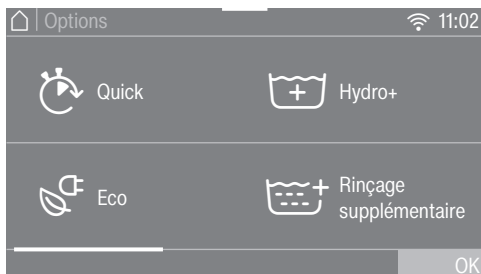 Options
11:02
Quick
Hydro+
Eco
Rinçage
supplémentaire
OK